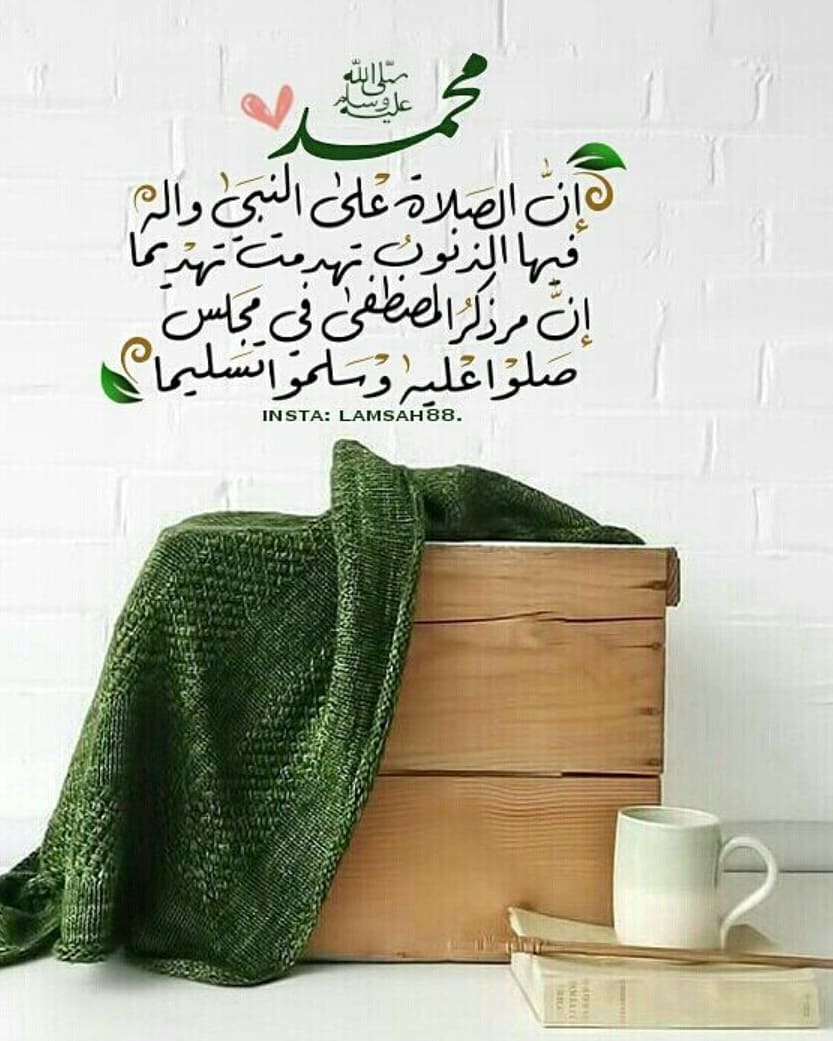 محمد
صلى الله عليه وسلم
إنَّ الصلاة على النبي واله
فيها الذنوب تهدمت تهديما
إنَّ مر ذكر المصطفى في مجلس
صلوا عليه وسلموا تسليما
INSTA: LAMSAH88.